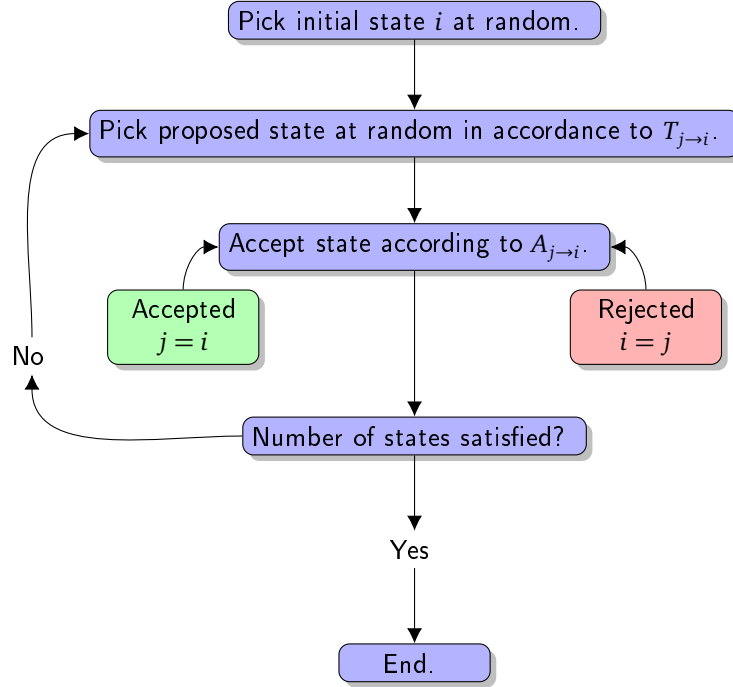 Pick initial state i at random.
Pick proposed state at random in accordance to T_{j→i}.
Accept state according to A_{j→i}.
Accepted
j = i
Rejected
i = j
No
Number of states satisfied?
Yes
End.